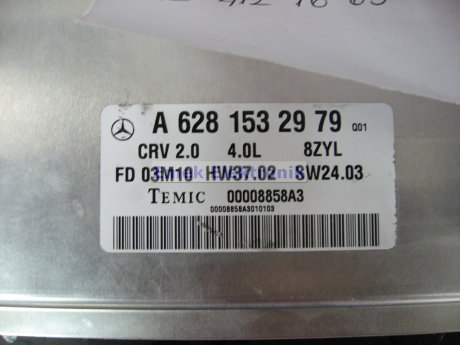 A 628 153 29 79 Q01
CRV 2.0 4.0L 8ZYL
FD 03M10 HW37.02 SW24.03
TEMIC 00008858A3
00008858A3010103